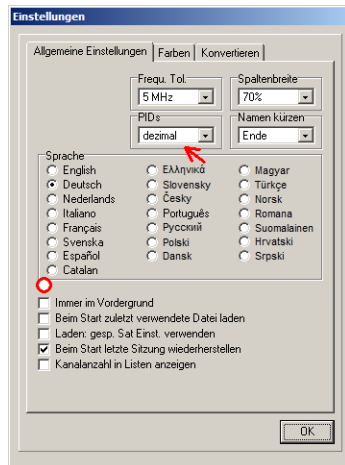 Einstellungen
Allgemeine Einstellungen Farben Konvertieren
Frequ. Tol. Spaltenbreite
5 MHz 70%
PIDs Namen kürzen
dezimal Ende
Sprache
English Ελληνικά Magyar
Deutsch Slovensky Türkçe
Nederlands Česky Norsk
Italiano Português Romana
Français Русский Suomalainen
Svenska Polski Hrvatski
Español Dansk Srpski
Catalan
Immer im Vordergrund
Beim Start zuletzt verwendete Datei laden
Laden: gesp. Sat Einst. verwenden
Beim Start letzte Sitzung wiederherstellen
Kanalanzahl in Listen anzeigen
OK